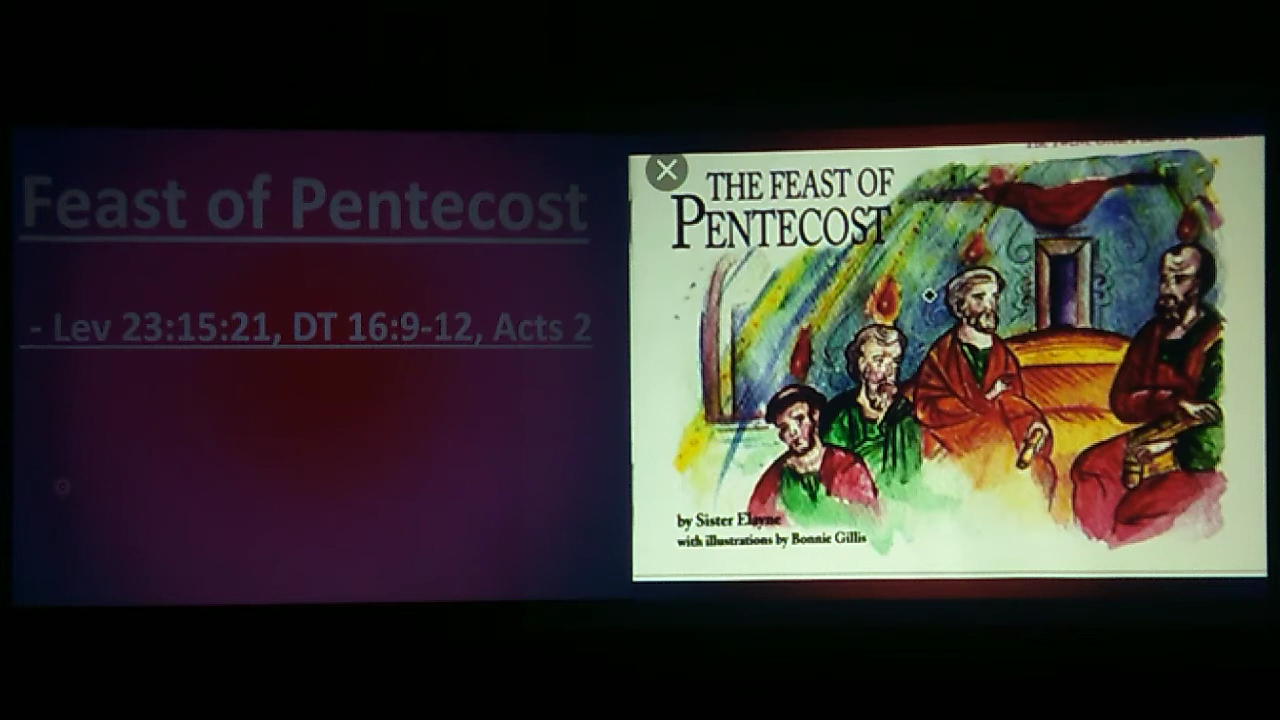 Feast of Pentecost
- Lev 23:15:21, DT 16:9-12, Acts 2
THE FEAST OF
PENTECOST
by Sister Elayne
with illustrations by Bonnie Gillis